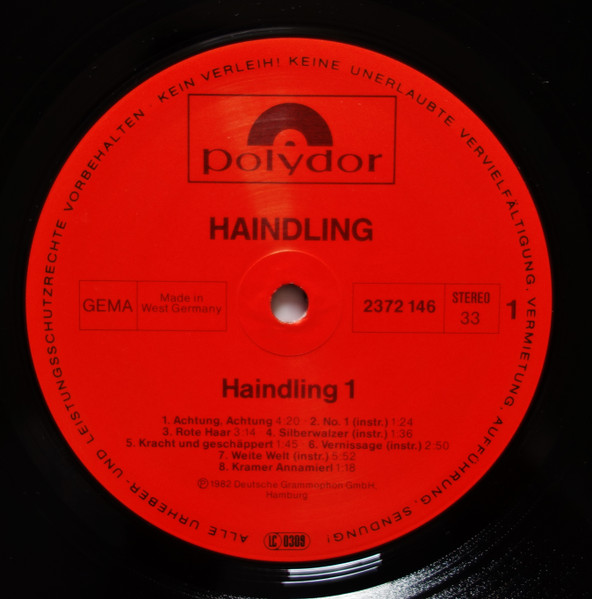 ALLE URHEBER- UND LEISTUNGSSCHUTZRECHTE VORBEHALTEN · KEIN VERLEIH! KEINE UNERLAUBTE VERVIELFÄLTIGUNG, VERMIETUNG, AUFFÜHRUNG, SENDUNG!
polydor
HAINDLING
GEMA
Made in
West Germany
2372 146
STEREO
33
1
Haindling 1
1. Achtung, Achtung 4:20 · 2. No. 1 (instr.) 1:24
3. Rote Haar 3:14 · 4. Silberwalzer (instr.) 1:36
5. Kracht und geschäppert 1:45 · 6. Vernissage (instr.) 2:50
7. Weite Welt (instr.) 5:52
8. Kramer Annamierl 1:18
Ⓟ 1982 Deutsche Grammophon GmbH
Hamburg
LC 0309